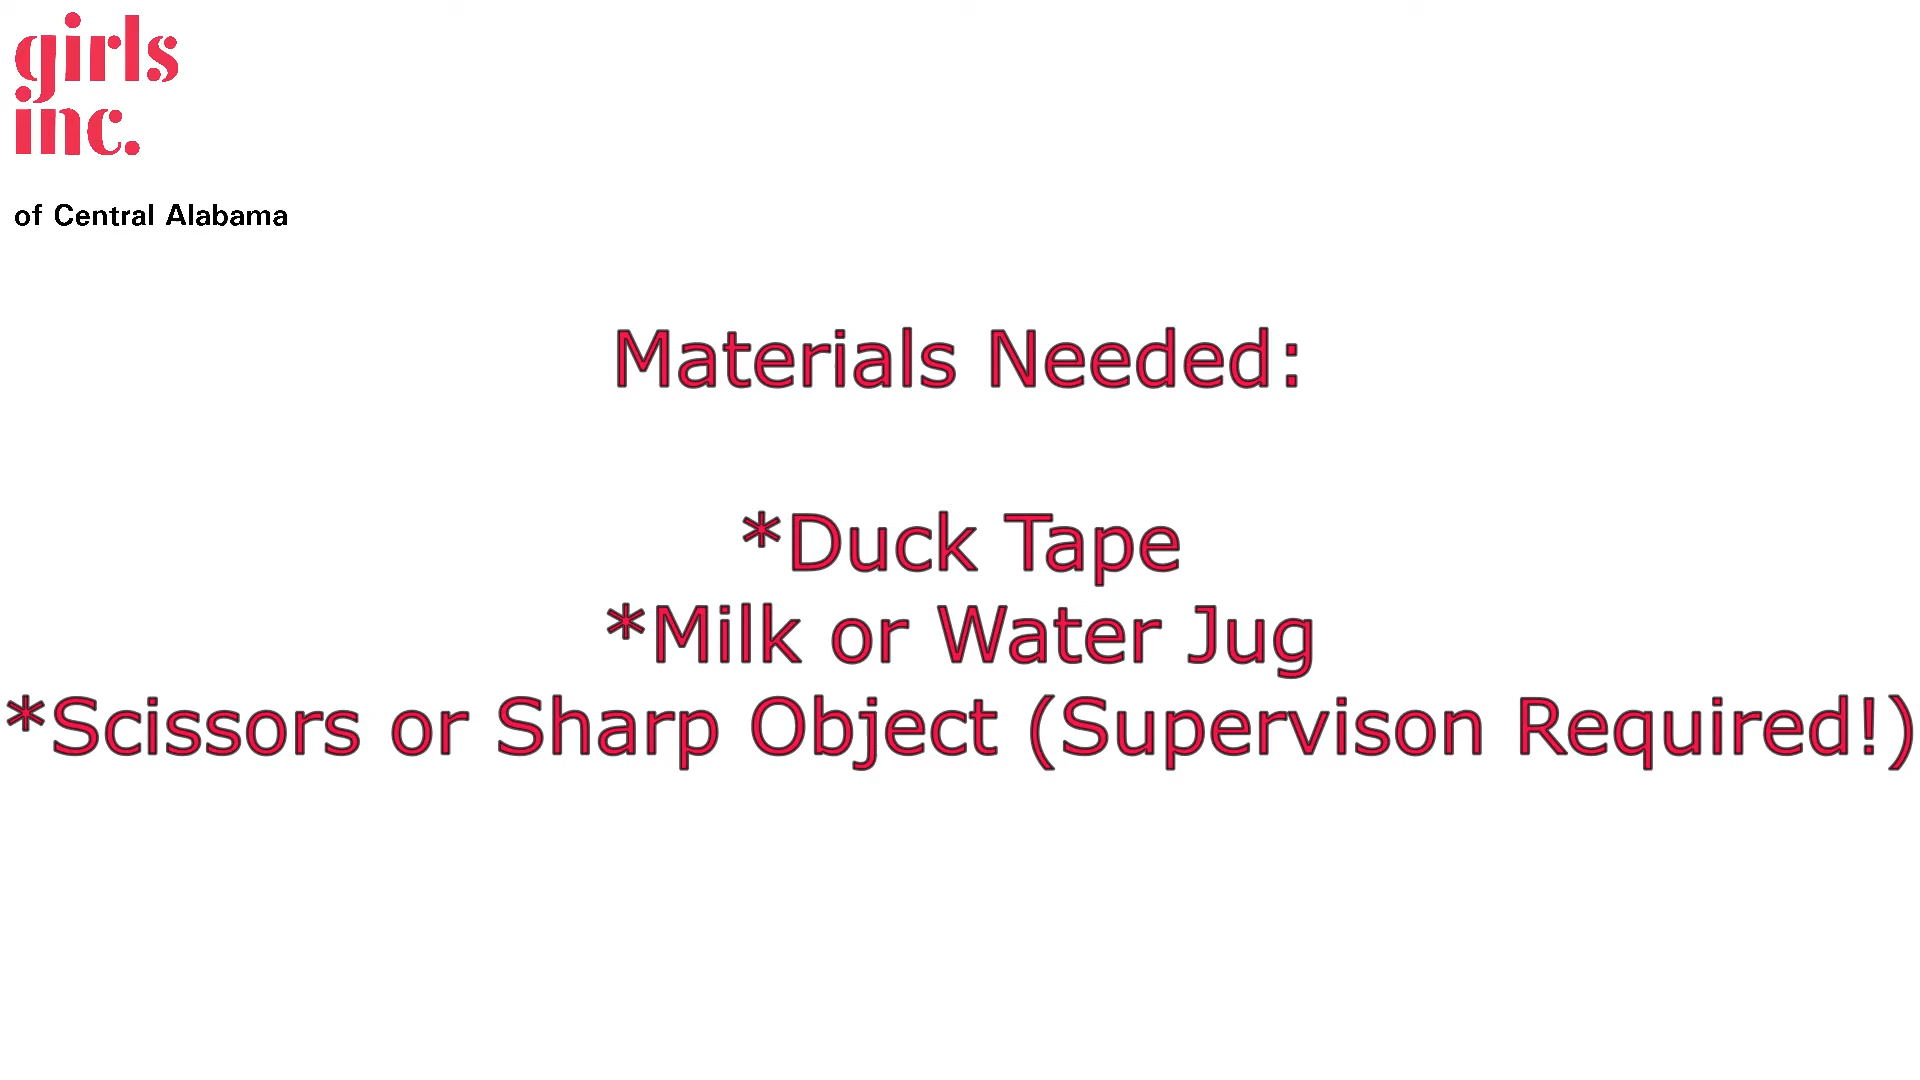 girls
inc.
of Central Alabama
Materials Needed:
*Duck Tape
*Milk or Water Jug
*Scissors or Sharp Object (Supervison Required!)